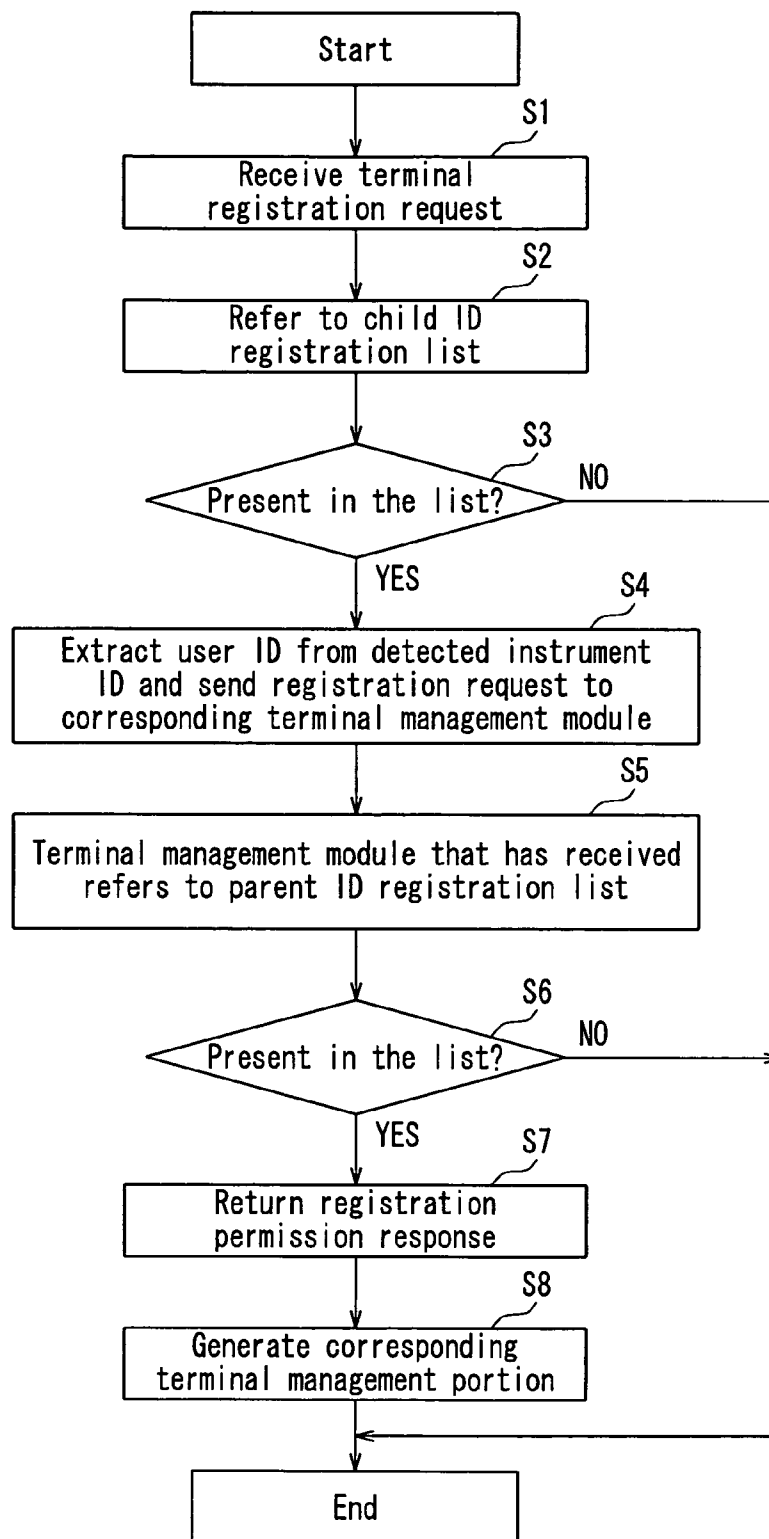 Start
S1
Receive terminal
registration request
S2
Refer to child ID
registration list
S3
Present in the list?
NO
YES
S4
Extract user ID from detected instrument
ID and send registration request to
corresponding terminal management module
S5
Terminal management module that has received
refers to parent ID registration list
S6
Present in the list?
NO
YES
S7
Return registration
permission response
S8
Generate corresponding
terminal management portion
End